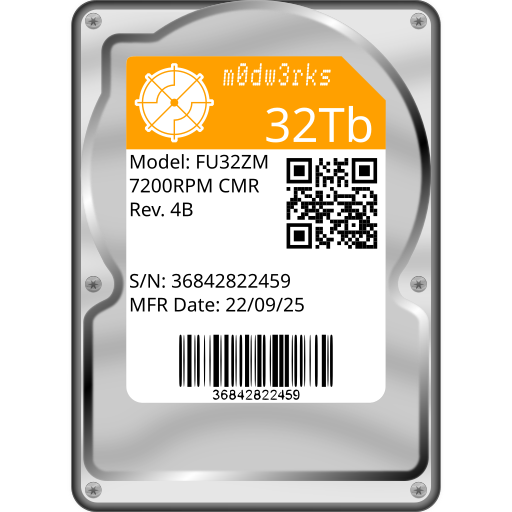 m0dw3rks
32Tb
Model: FU32ZM
7200RPM CMR
Rev. 4B
S/N: 36842822459
MFR Date: 22/09/25
36842822459